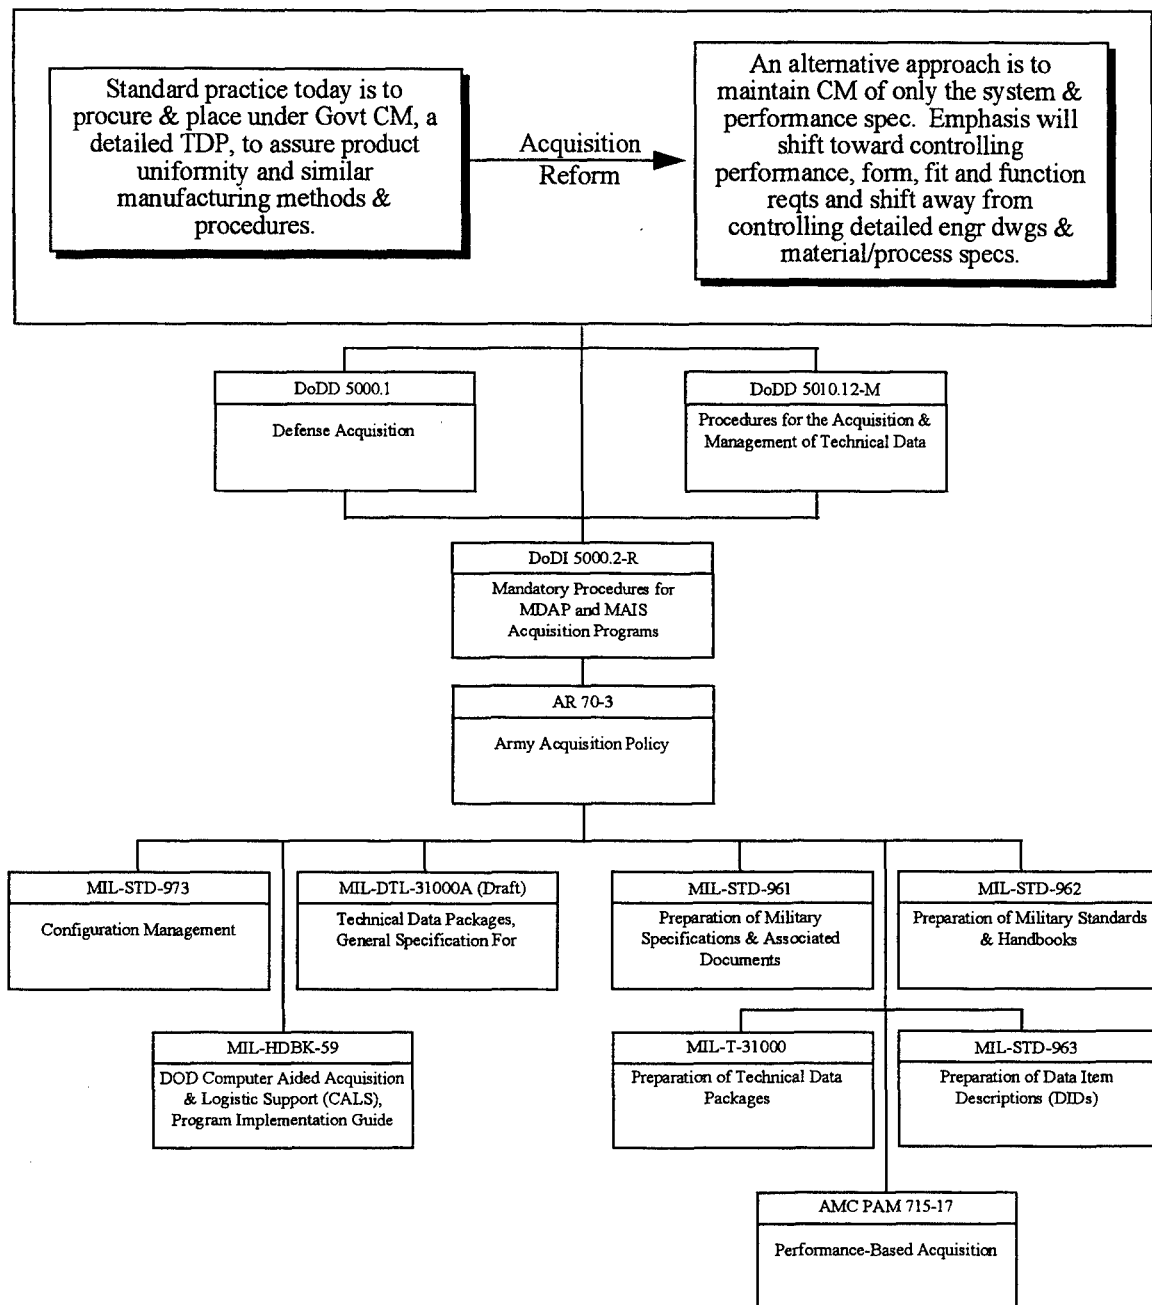 Standard practice today is to
procure & place under Govt CM, a
detailed TDP, to assure product
uniformity and similar
manufacturing methods &
procedures.
Acquisition
Reform
An alternative approach is to
maintain CM of only the system &
performance spec. Emphasis will
shift toward controlling
performance, form, fit and function
reqts and shift away from
controlling detailed engr dwgs &
material/process specs.
DoDD 5000.1
Defense Acquisition
DoDD 5010.12-M
Procedures for the Acquisition &
Management of Technical Data
DoDI 5000.2-R
Mandatory Procedures for
MDAP and MAIS
Acquisition Programs
AR 70-3
Army Acquisition Policy
MIL-STD-973
Configuration Management
MIL-DTL-31000A (Draft)
Technical Data Packages,
General Specification For
MIL-STD-961
Preparation of Military
Specifications & Associated
Documents
MIL-STD-962
Preparation of Military Standards
& Handbooks
MIL-HDBK-59
DOD Computer Aided Acquisition
& Logistic Support (CALS),
Program Implementation Guide
MIL-T-31000
Preparation of Technical Data
Packages
MIL-STD-963
Preparation of Data Item
Descriptions (DIDs)
AMC PAM 715-17
Performance-Based Acquisition